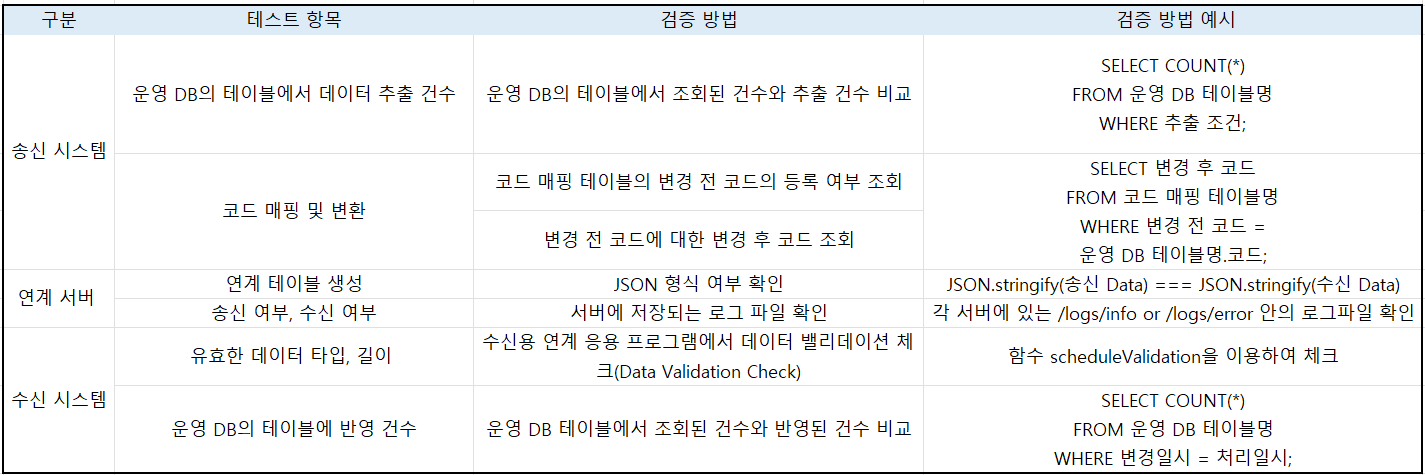 구분
테스트 항목
검증 방법
검증 방법 예시
송신 시스템
운영 DB의 테이블에서 데이터 추출 건수
운영 DB의 테이블에서 조회된 건수와 추출 건수 비교
SELECT COUNT(*)
FROM 운영 DB 테이블명
WHERE 추출 조건;
코드 매핑 및 변환
코드 매핑 테이블의 변경 전 코드의 등록 여부 조회
변경 전 코드에 대한 변경 후 코드 조회
SELECT 변경 후 코드
FROM 코드 매핑 테이블명
WHERE 변경 전 코드 =
운영 DB 테이블명.코드;
연계 서버
연계 테이블 생성
JSON 형식 여부 확인
JSON.stringify(송신 Data) === JSON.stringify(수신 Data)
송신 여부, 수신 여부
서버에 저장되는 로그 파일 확인
각 서버에 있는 /logs/info or /logs/error 안의 로그파일 확인
수신 시스템
유효한 데이터 타입, 길이
수신용 연계 응용 프로그램에서 데이터 밸리데이션 체
크(Data Validation Check)
함수 scheduleValidation을 이용하여 체크
운영 DB의 테이블에 반영 건수
운영 DB 테이블에서 조회된 건수와 반영된 건수 비교
SELECT COUNT(*)
FROM 운영 DB 테이블명
WHERE 변경일시 = 처리일시;